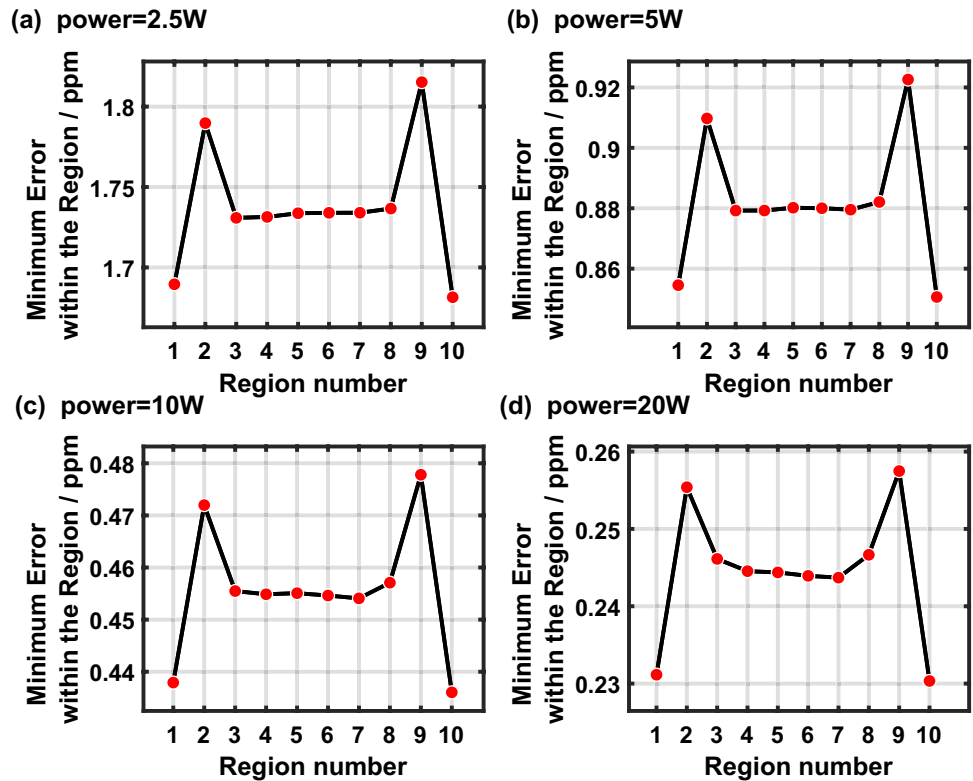 (a) power=2.5W
Minimum Error
within the Region / ppm
1.8
1.75
1.7
1 2 3 4 5 6 7 8 9 10
Region number
(b) power=5W
Minimum Error
within the Region / ppm
0.92
0.9
0.88
0.86
1 2 3 4 5 6 7 8 9 10
Region number
(c) power=10W
Minimum Error
within the Region / ppm
0.48
0.47
0.46
0.45
0.44
1 2 3 4 5 6 7 8 9 10
Region number
(d) power=20W
Minimum Error
within the Region / ppm
0.26
0.25
0.24
0.23
1 2 3 4 5 6 7 8 9 10
Region number